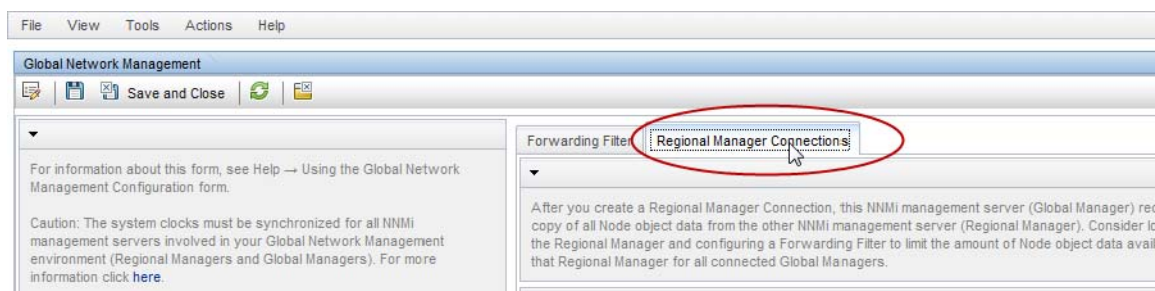 File View Tools Actions Help
Global Network Management
Save and Close
For information about this form, see Help → Using the Global Network
Management Configuration form.
Caution: The system clocks must be synchronized for all NNMi
management servers involved in your Global Network Management
environment (Regional Managers and Global Managers). For more
information click here.
Forwarding Filter Regional Manager Connections
After you create a Regional Manager Connection, this NNMi management server (Global Manager)
copy of all Node object data from the other NNMi management server (Regional Manager). Consider
the Regional Manager and configuring a Forwarding Filter to limit the amount of Node object data
that Regional Manager for all connected Global Managers.